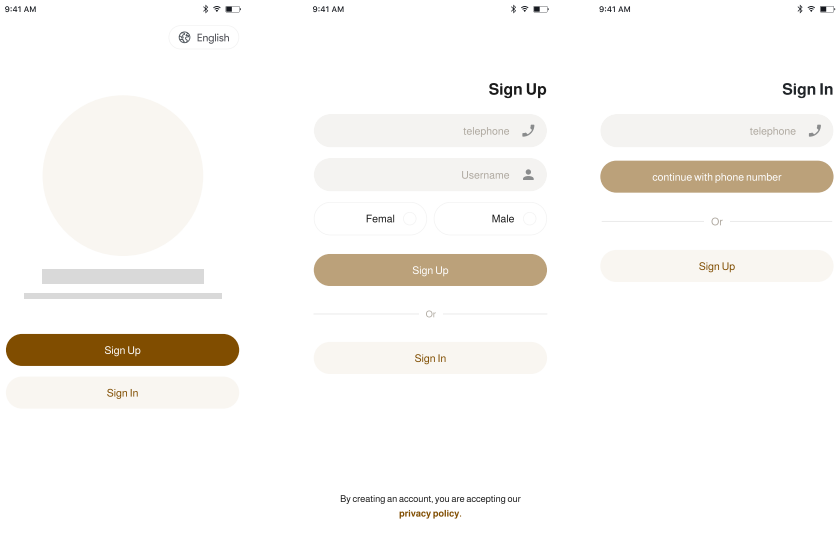 9:41 AM
English
Sign Up
Sign In
9:41 AM
Sign Up
telephone
Username
Femal
Male
Sign Up
Or
Sign In
By creating an account, you are accepting our
privacy policy.
9:41 AM
Sign In
telephone
continue with phone number
Or
Sign Up